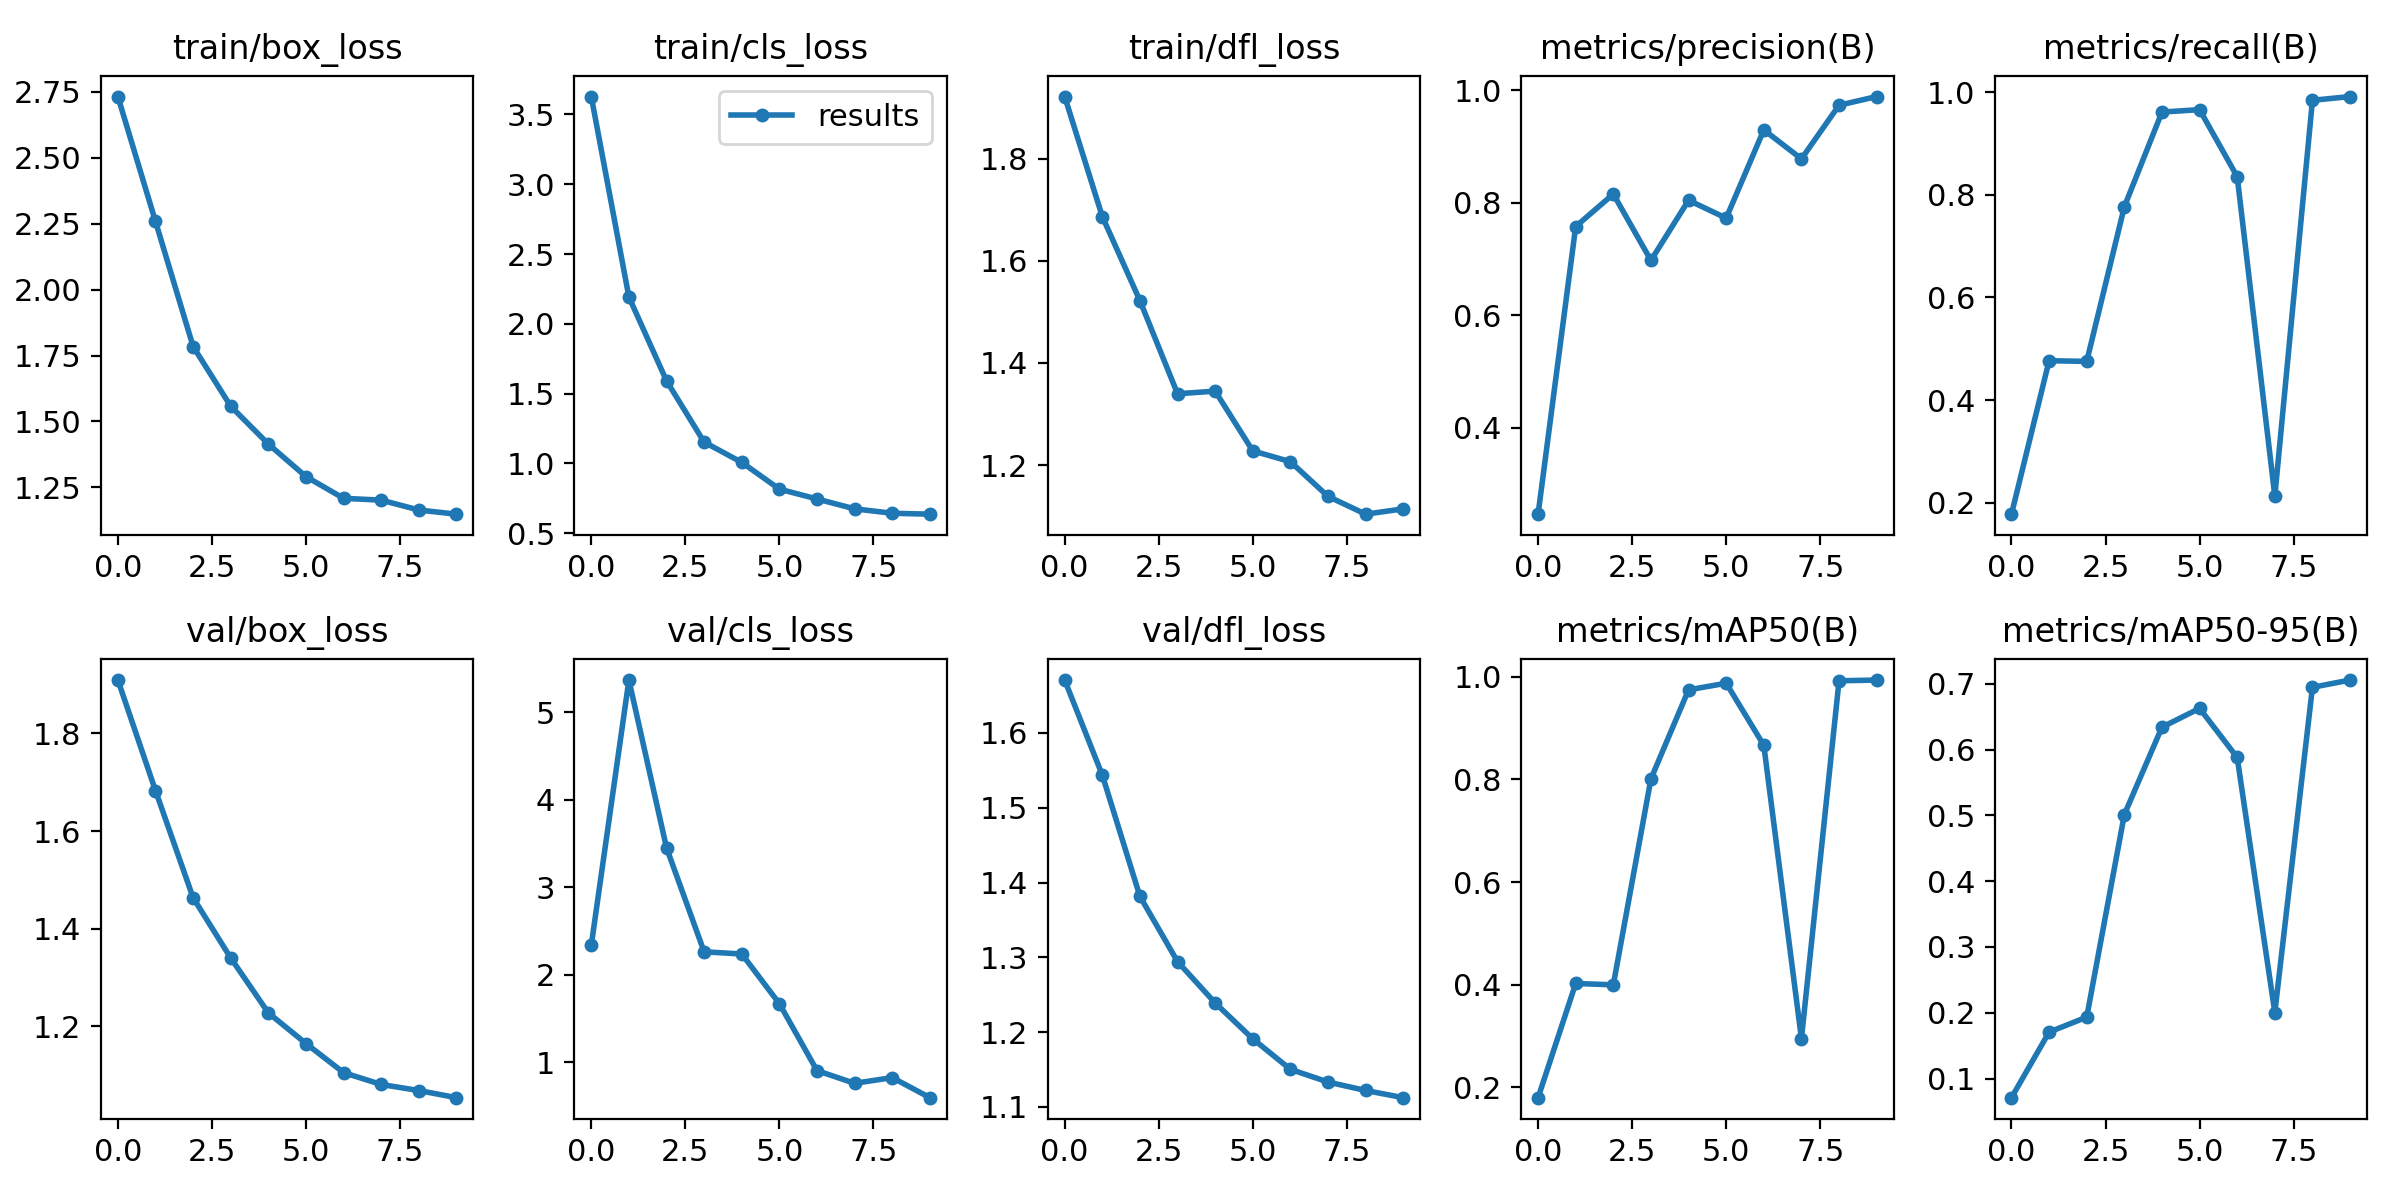 train/box_loss
2.75
2.50
2.25
2.00
1.75
1.50
1.25
0.0 2.5 5.0 7.5
train/cls_loss
results
3.5
3.0
2.5
2.0
1.5
1.0
0.5
0.0 2.5 5.0 7.5
train/dfl_loss
1.8
1.6
1.4
1.2
0.0 2.5 5.0 7.5
metrics/precision(B)
1.0
0.8
0.6
0.4
0.0 2.5 5.0 7.5
metrics/recall(B)
1.0
0.8
0.6
0.4
0.2
0.0 2.5 5.0 7.5
val/box_loss
1.8
1.6
1.4
1.2
0.0 2.5 5.0 7.5
val/cls_loss
5
4
3
2
1
0.0 2.5 5.0 7.5
val/dfl_loss
1.6
1.5
1.4
1.3
1.2
1.1
0.0 2.5 5.0 7.5
metrics/mAP50(B)
1.0
0.8
0.6
0.4
0.2
0.0 2.5 5.0 7.5
metrics/mAP50-95(B)
0.7
0.6
0.5
0.4
0.3
0.2
0.1
0.0 2.5 5.0 7.5